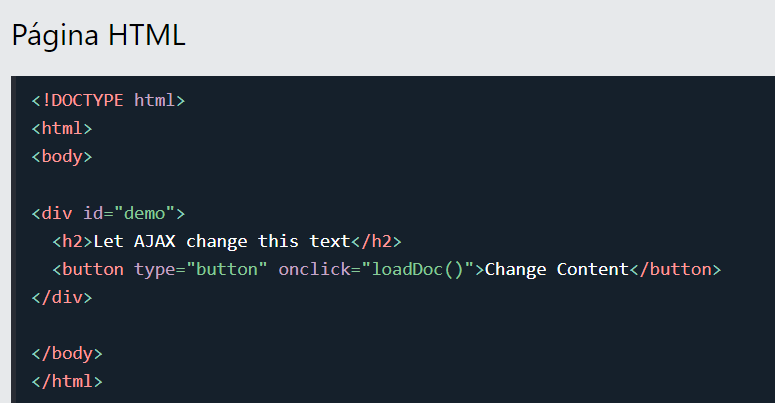 Página HTML
<!DOCTYPE html>
<html>
<body>
<div id="demo">
<h2>Let AJAX change this text</h2>
<button type="button" onclick="loadDoc()">Change Content</button>
</div>
</body>
</html>